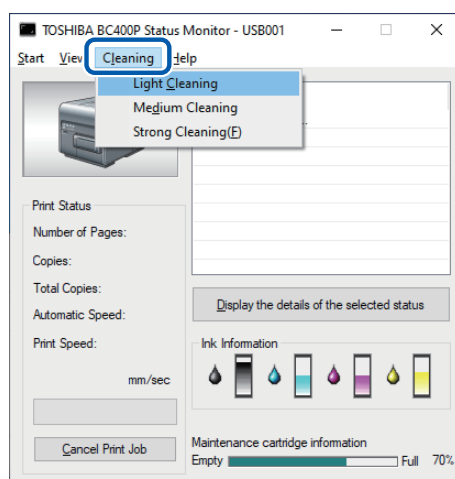 TOSHIBA BC400P Status Monitor - USB001
Start View Cleaning Help
Light Cleaning
Medium Cleaning
Strong Cleaning(F)
Print Status
Number of Pages:
Copies:
Total Copies:
Automatic Speed:
Print Speed:
mm/sec
Cancel Print Job
Display the details of the selected status
Ink Information
Maintenance cartridge information
Empty Full 70%